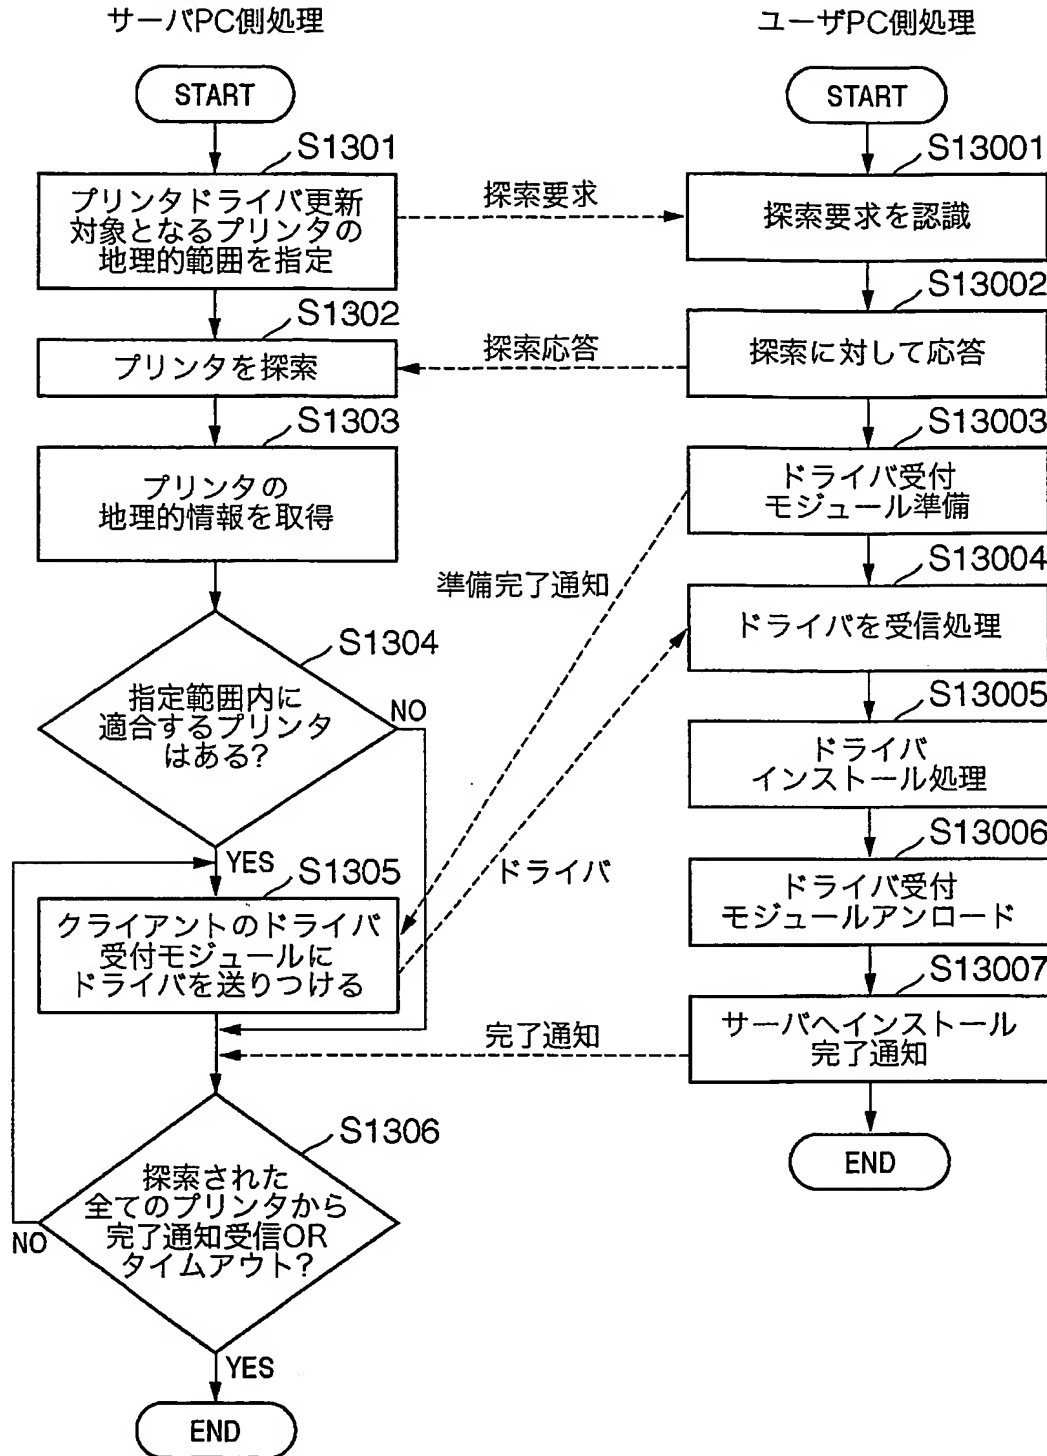 サーバPC側処理
START
S1301
プリンタドライバ更新
対象となるプリンタの
地理的範囲を指定
S1302
プリンタを探索
S1303
プリンタの
地理的情報を取得
S1304
指定範囲内に
適合するプリンタ
はある?
NO
YES
S1305
クライアントのドライバ
受付モジュールに
ドライバを送りつける
S1306
探索された
全てのプリンタから
完了通知受信OR
タイムアウト?
NO
YES
END
探索要求
探索応答
準備完了通知
ドライバ
完了通知
ユーザPC側処理
START
S13001
探索要求を認識
S13002
探索に対して応答
S13003
ドライバ受付
モジュール準備
S13004
ドライバを受信処理
S13005
ドライバ
インストール処理
S13006
ドライバ受付
モジュールアンロード
S13007
サーバへインストール
完了通知
END